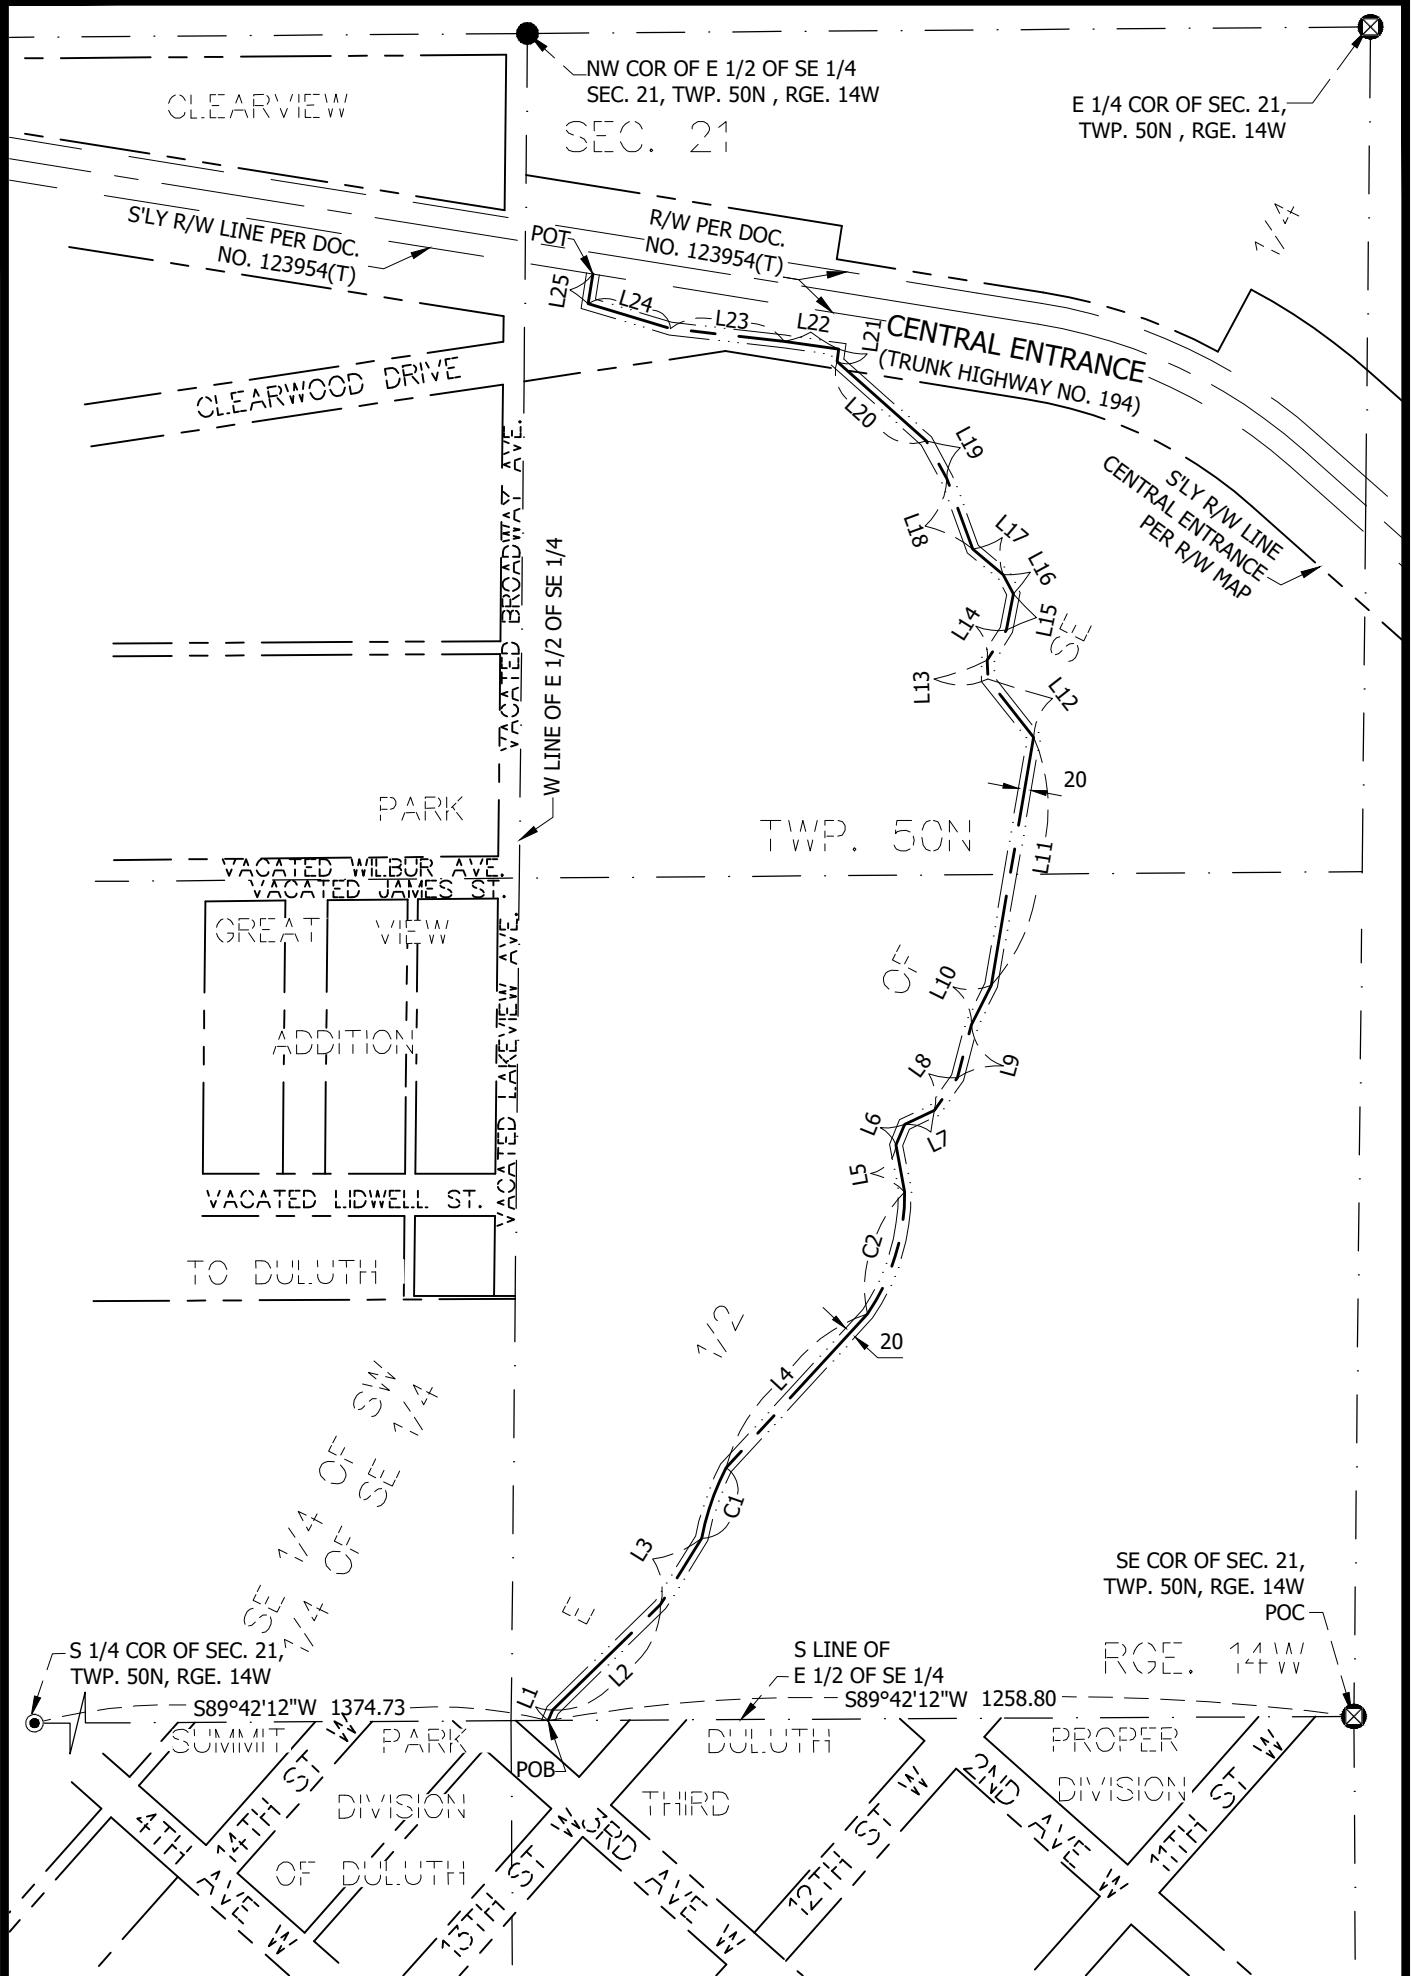 NW COR OF E 1/2 OF SE 1/4
SEC. 21, TWP. 50N , RGE. 14W
E 1/4 COR OF SEC. 21,
TWP. 50N , RGE. 14W
CLEARVIEW
SEC. 21
1/4
S'LY R/W LINE PER DOC.
NO. 123954(T)
POT
R/W PER DOC.
NO. 123954(T)
L25
L24
L23
L22
L21
CENTRAL ENTRANCE
(TRUNK HIGHWAY NO. 194)
CLEARWOOD DRIVE
L20
L19
S'LY R/W LINE
CENTRAL ENTRANCE
PER R/W MAP
VACATED BROADWAY AVE.
W LINE OF E 1/2 OF SE 1/4
L18
L17
L16
L15
L14
SE
L13
L12
20
PARK
TWP. 50N
L11
VACATED WILBUR AVE.
VACATED JAMES ST.
GREAT VIEW
VACATED LAKEVIEW AVE.
OF
L10
ADDITION
L9
L8
L7
L6
L5
VACATED LIDWELL ST.
C2
TO DULUTH
1/2
20
L4
SE 1/4 OF SW
1/4 OF SE 1/4
C1
L3
E
L2
L1
SE COR OF SEC. 21,
TWP. 50N, RGE. 14W
POC
S 1/4 COR OF SEC. 21,
TWP. 50N, RGE. 14W
S LINE OF
E 1/2 OF SE 1/4
RGE. 14W
S89°42'12"W 1374.73
S89°42'12"W 1258.80
POB
SUMMIT PARK
DIVISION
OF DULUTH
DULUTH PROPER
THIRD DIVISION
4TH AVE W
14TH ST W
13TH ST W
3RD AVE W
12TH ST W
2ND AVE W
11TH ST W